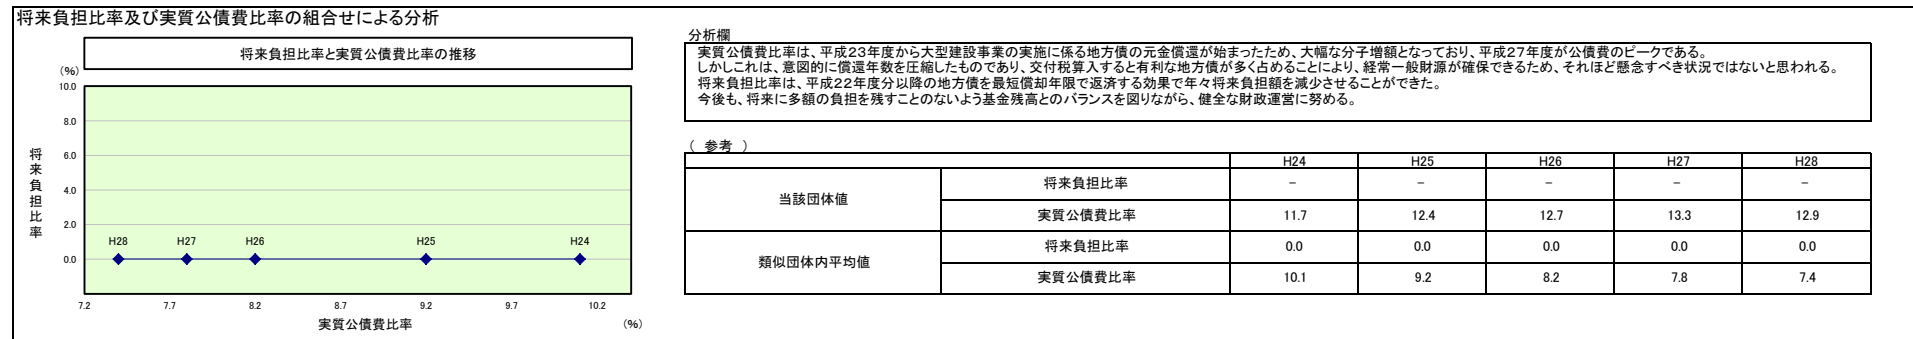 将来負担比率及び実質公債費比率の組合せによる分析
将来負担比率と実質公債費比率の推移
(%)
10.0
8.0
6.0
4.0
2.0
0.0
将来負担比率
H28 H27 H26 H25 H24
7.2 7.7 8.2 8.7 9.2 9.7 10.2
実質公債費比率 (%)
分析欄
実質公債費比率は、平成23年度から大型建設事業の実施に係る地方債の元金償還が始まったため、大幅な分子増額となっており、平成27年度が公債費のピークである。
しかしこれは、意図的に償還年数を圧縮したものであり、交付税算入すると有利な地方債が多く占めることにより、経常一般財源が確保できるため、それほど懸念すべき状況ではないと思われる。
将来負担比率は、平成22年度分以降の地方債を最短償却年限で返済する効果で年々将来負担額を減少させることができた。
今後も、将来に多額の負担を残すことのないよう基金残高とのバランスを図りながら、健全な財政運営に努める。
( 参考 )
H24 H25 H26 H27 H28
当該団体値
将来負担比率 - - - - -
実質公債費比率 11.7 12.4 12.7 13.3 12.9
類似団体内平均値
将来負担比率 0.0 0.0 0.0 0.0 0.0
実質公債費比率 10.1 9.2 8.2 7.8 7.4